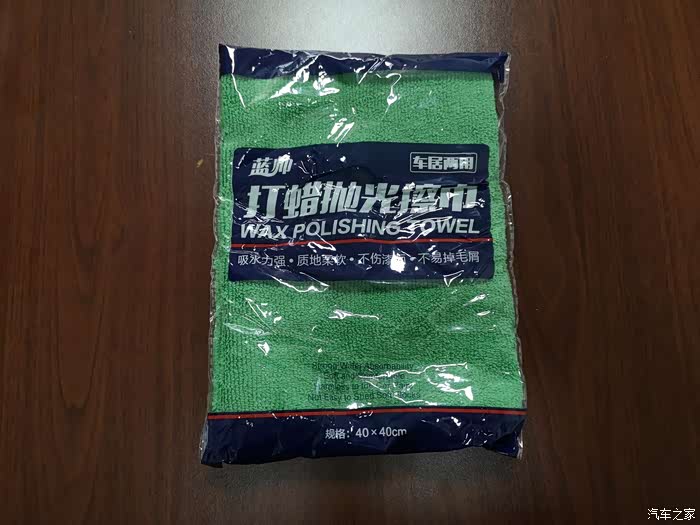 蓝帅
车居两用
打蜡抛光擦巾
WAX POLISHING TOWEL
吸水力强·质地柔软·不伤漆面·不易掉毛屑
规格：40×40cm
汽车之家